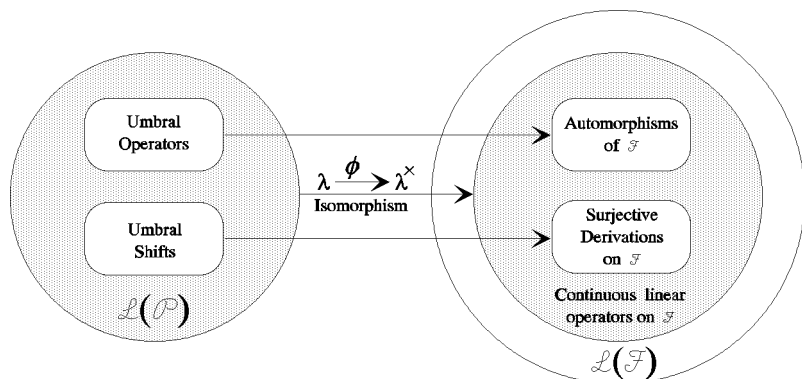 Umbral
Operators
Automorphisms
of ℱ
λ ϕ λ×
Isomorphism
Umbral
Shifts
Surjective
Derivations
on ℱ
Continuous linear
operators on ℱ
ℒ(𝒫)
ℒ(ℱ)